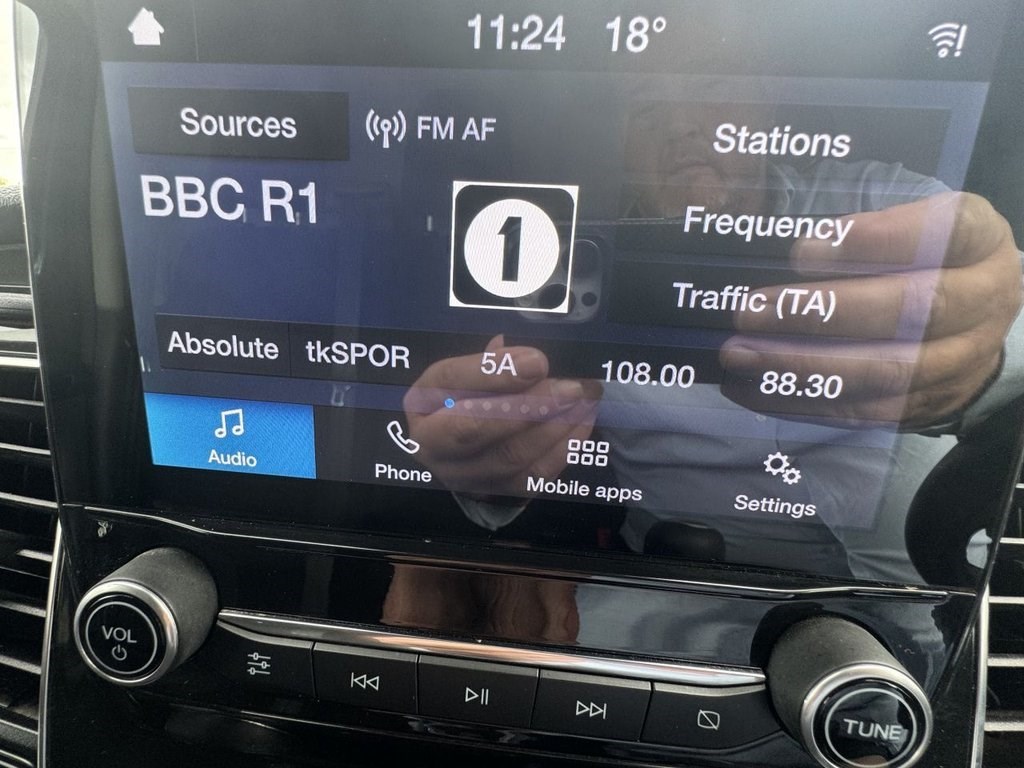 11:24 18°
Sources
FM AF
Stations
BBC R1
1
Frequency
Traffic (TA)
Absolute tkSPOR 5A 108.00 88.30
Audio Phone Mobile apps Settings
VOL
TUNE